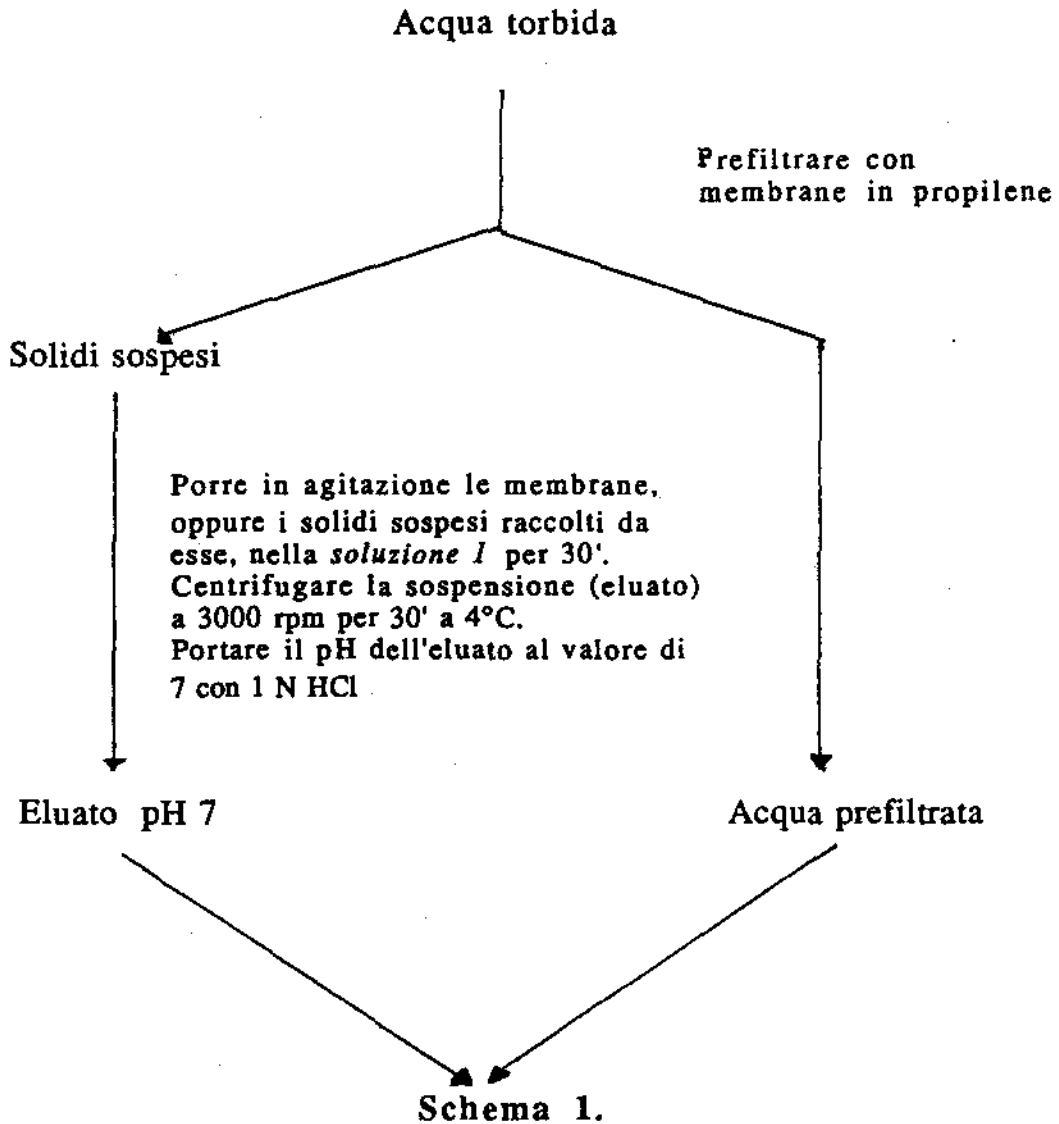 Acqua torbida
Prefiltrare con
membrane in propilene
Solidi sospesi
Porre in agitazione le membrane,
oppure i solidi sospesi raccolti da
esse, nella soluzione 1 per 30'.
Centrifugare la sospensione (eluato)
a 3000 rpm per 30' a 4°C.
Portare il pH dell'eluato al valore di
7 con 1 N HCl
Eluato pH 7
Acqua prefiltrata
Schema 1.